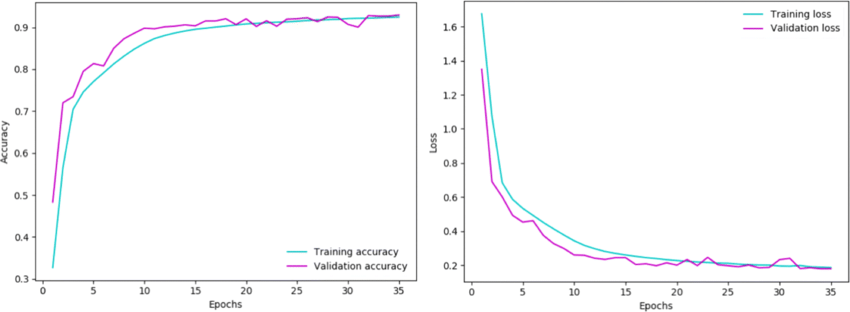 0.9
0.8
0.7
0.6
0.5
0.4
0.3
Accuracy
Training accuracy
Validation accuracy
0 5 10 15 20 25 30 35
Epochs
1.6
1.4
1.2
1.0
0.8
0.6
0.4
0.2
Loss
Training loss
Validation loss
0 5 10 15 20 25 30 35
Epochs